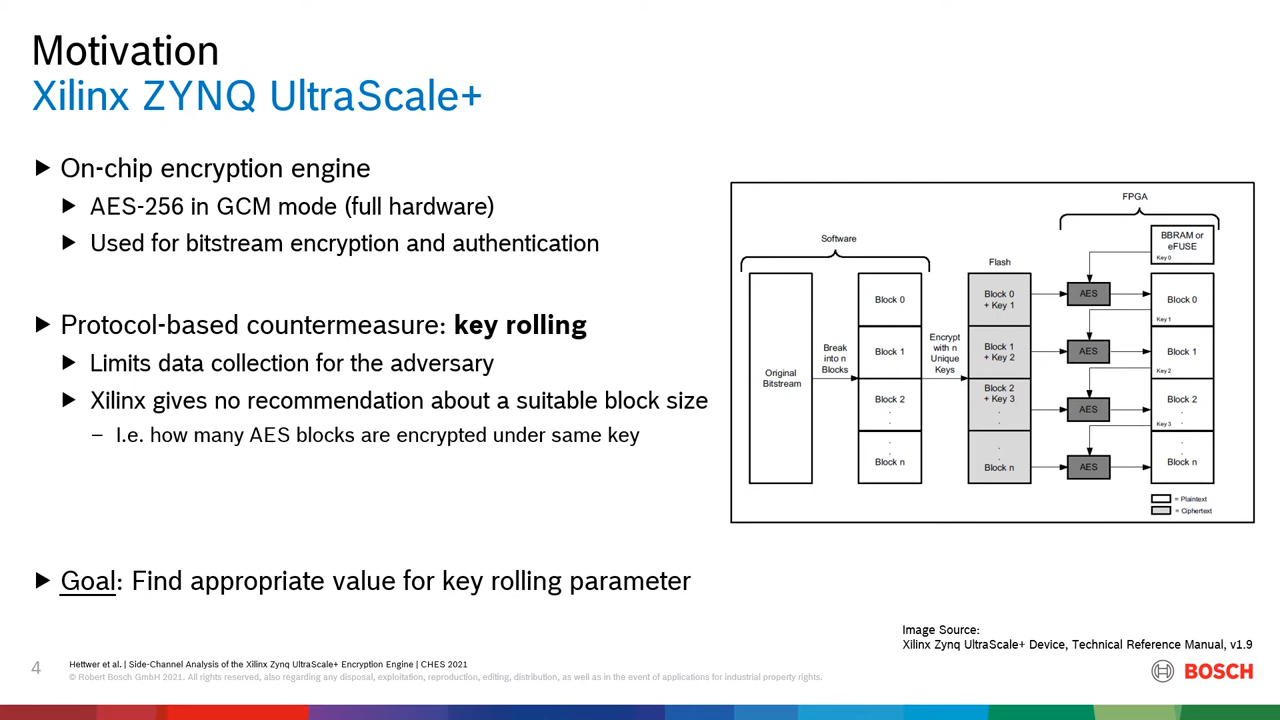 Motivation
Xilinx ZYNQ UltraScale+
On-chip encryption engine
AES-256 in GCM mode (full hardware)
Used for bitstream encryption and authentication
Protocol-based countermeasure: key rolling
Limits data collection for the adversary
Xilinx gives no recommendation about a suitable block size
– I.e. how many AES blocks are encrypted under same key
Goal: Find appropriate value for key rolling parameter
Software
Flash
FPGA
Original
Bitstream
Break
into n
Blocks
Block 0
Block 1
Block 2
.
.
.
.
Block n
Encrypt
with n
Unique
Keys
Block 0
+ Key 1
Block 1
+ Key 2
Block 2
+ Key 3
.
.
.
Block n
AES
AES
AES
AES
BBRAM or
eFUSE
Key 0
Block 0
Key 1
Block 1
Key 2
Block 2
.
.
Key 3
.
.
Block n
= Plaintext
= Ciphertext
Image Source:
Xilinx Zynq UltraScale+ Device, Technical Reference Manual, v1.9
4
Hettwer et al. | Side-Channel Analysis of the Xilinx Zynq UltraScale+ Encryption Engine | CHES 2021
© Robert Bosch GmbH 2021. All rights reserved, also regarding any disposal, exploitation, reproduction, editing, distribution, as well as in the event of applications for industrial property rights.
BOSCH